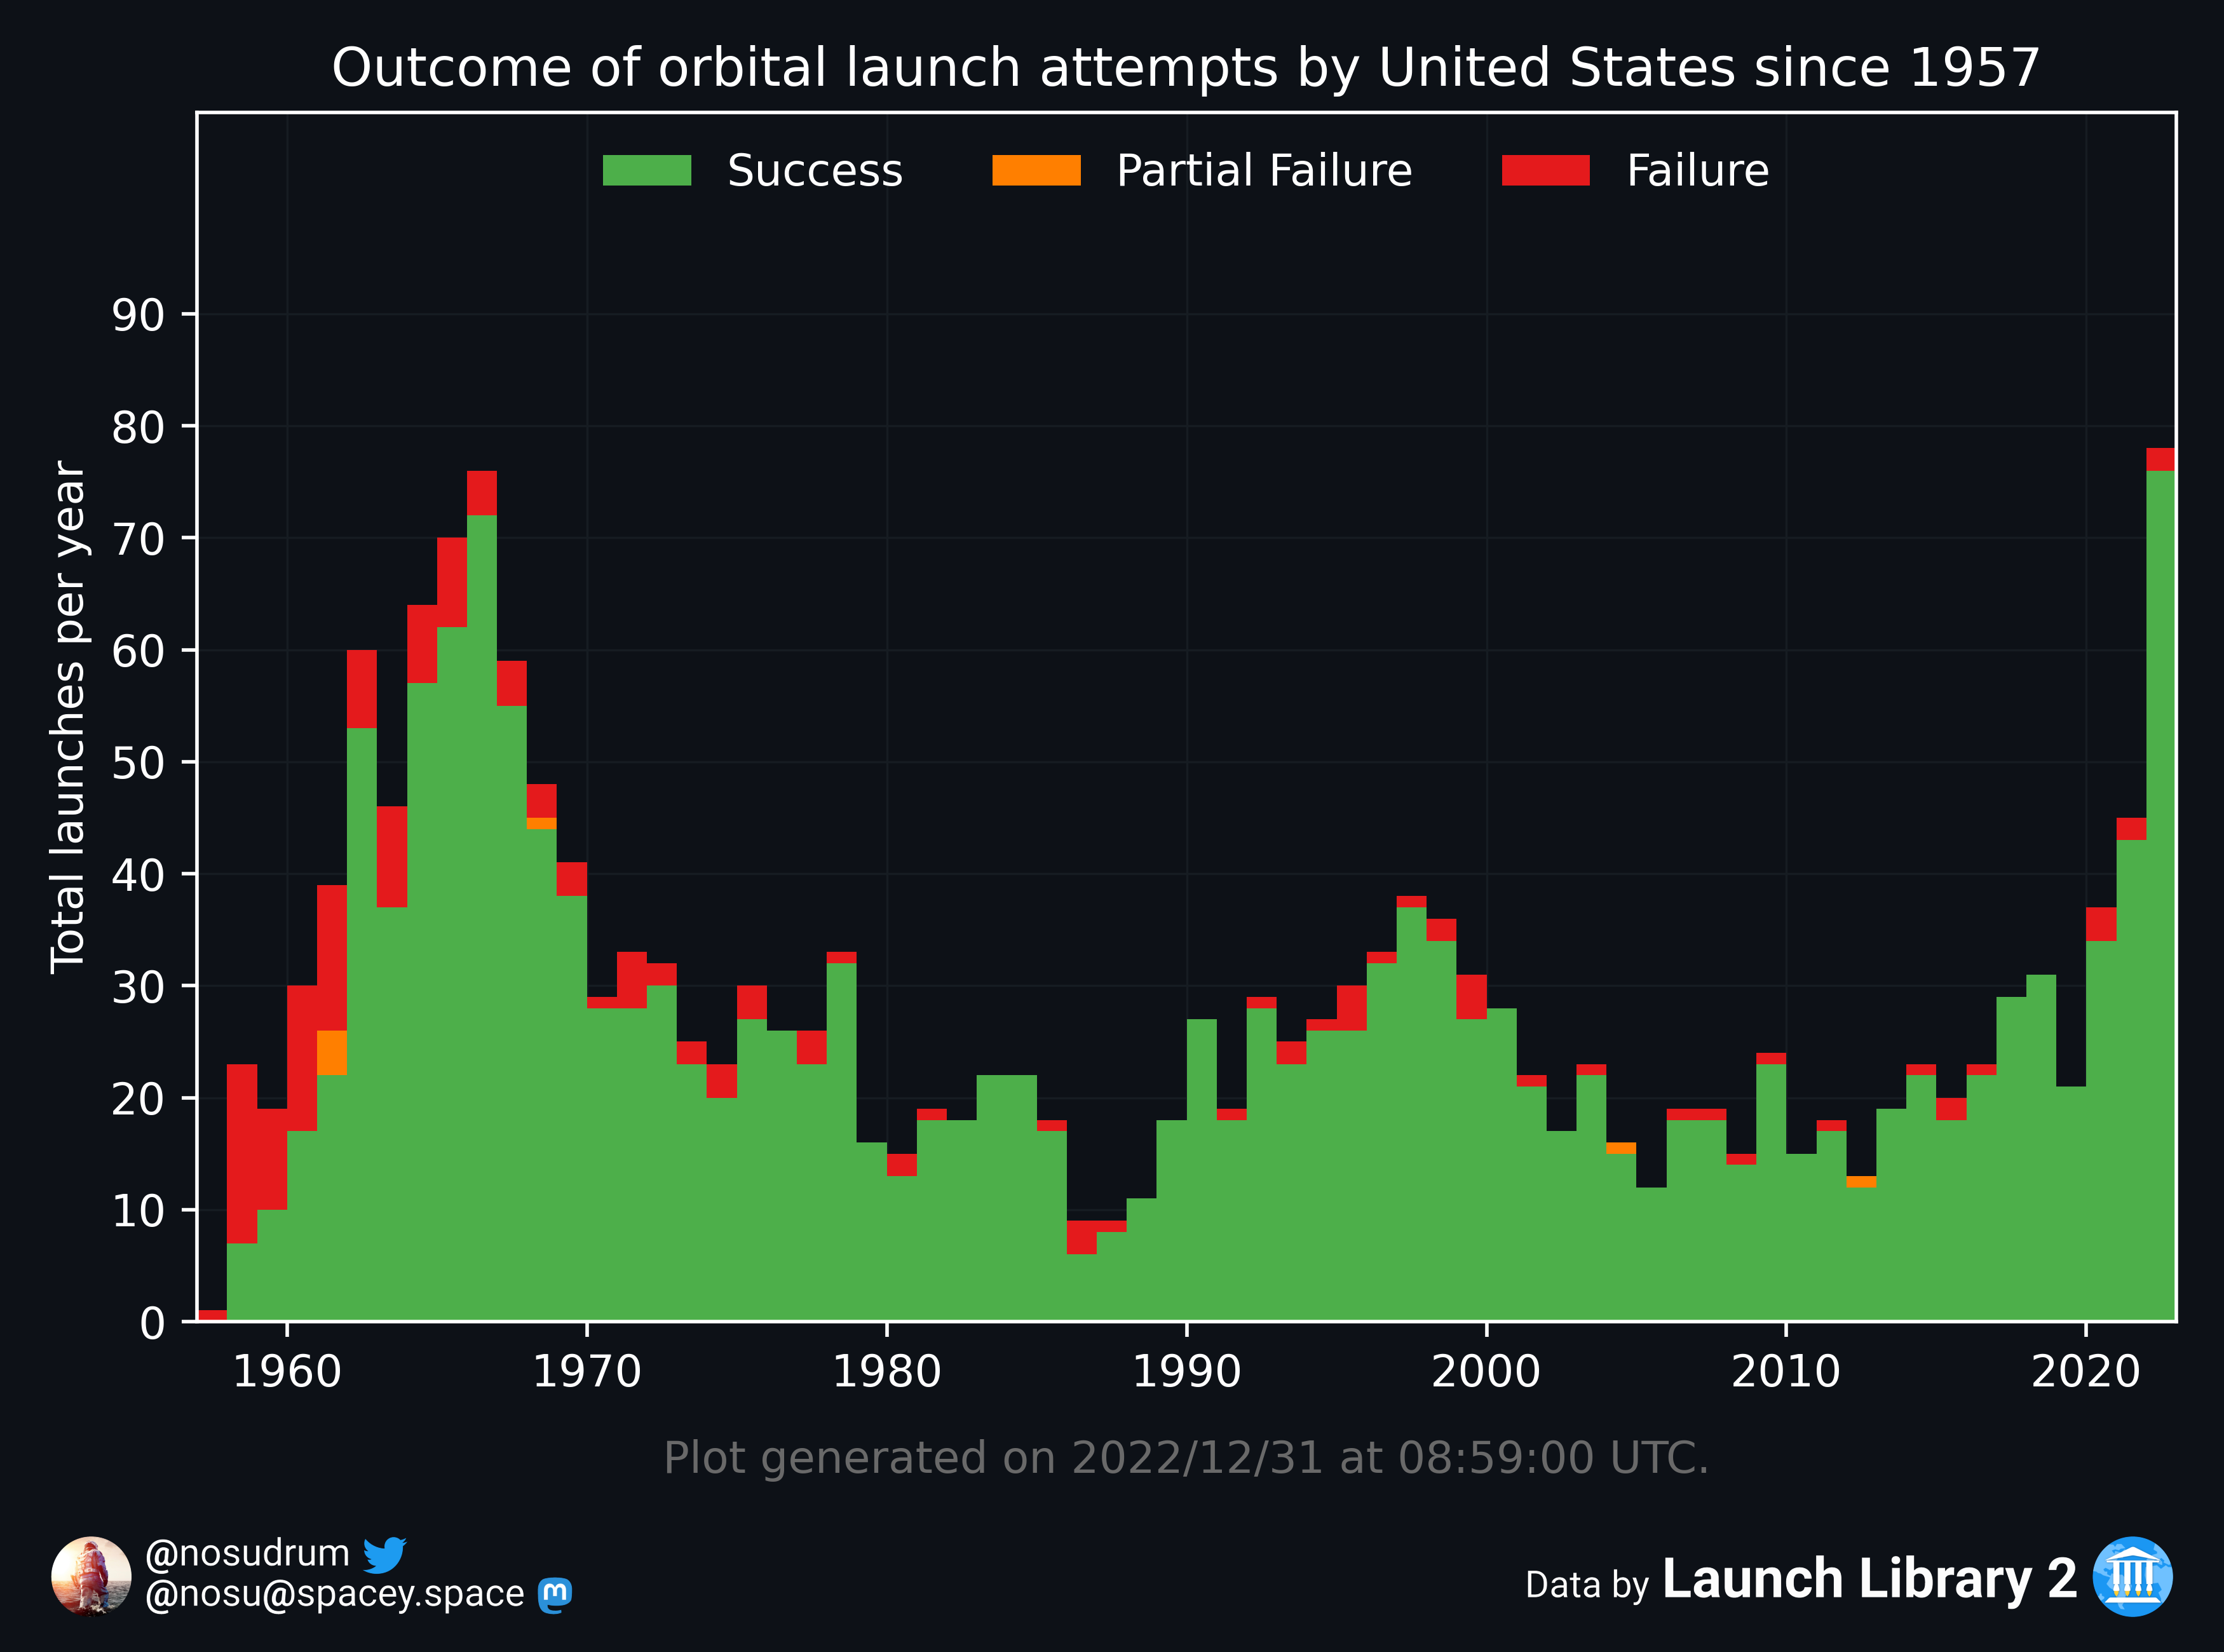 Outcome of orbital launch attempts by United States since 1957
Success Partial Failure Failure
Total launches per year
90
80
70
60
50
40
30
20
10
0
1960 1970 1980 1990 2000 2010 2020
Plot generated on 2022/12/31 at 08:59:00 UTC.
@nosudrum
@nosu@spacey.space
Data by Launch Library 2